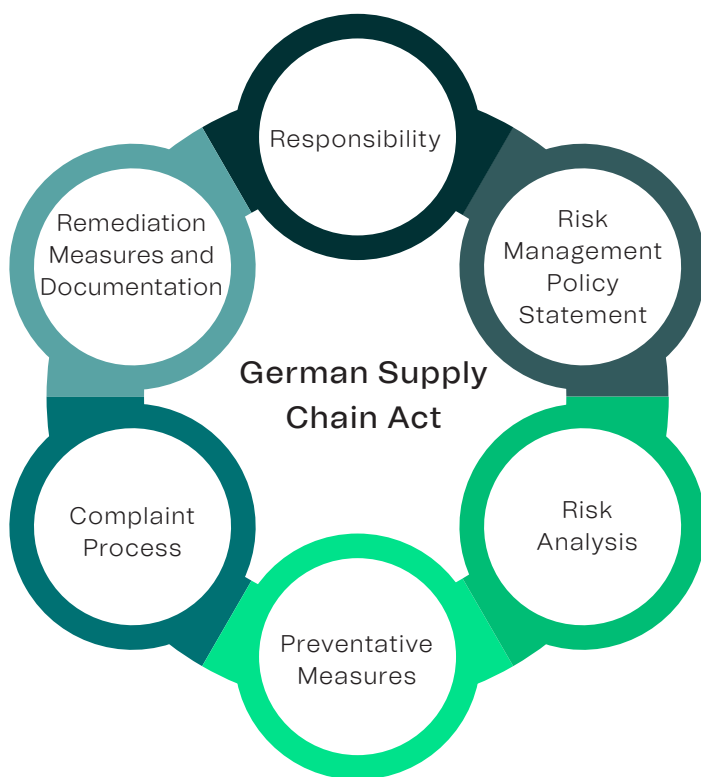 Responsibility
Risk
Management
Policy
Statement
Risk
Analysis
Preventative
Measures
Complaint
Process
Remediation
Measures and
Documentation
German Supply
Chain Act